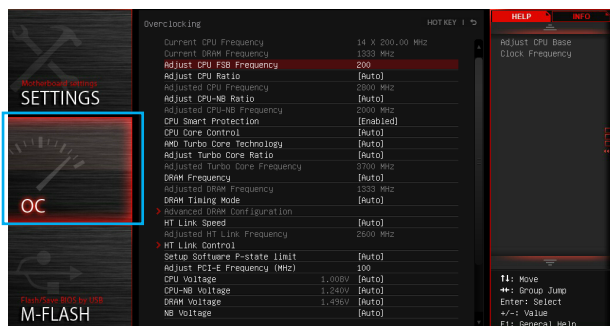 HELP
INFO
Overclocking
HOT KEY
Current CPU Frequency 14 X 200.00 MHz
Current DRAM Frequency 1333 MHz
Adjust CPU FSB Frequency 200
Adjust CPU Ratio [Auto]
Adjusted CPU Frequency 2800 MHz
Adjust CPU-NB Ratio [Auto]
Adjusted CPU-NB Frequency 2000 MHz
CPU Smart Protection [Enabled]
CPU Core Control [Auto]
AMD Turbo Core Technology [Auto]
Adjust Turbo Core Ratio [Auto]
Adjusted Turbo Core Frequency 3700 MHz
DRAM Frequency [Auto]
Adjusted DRAM Frequency 1333 MHz
DRAM Timing Mode [Auto]
> Advanced DRAM Configuration
HT Link Speed [Auto]
Adjusted HT Link Frequency 2600 MHz
> HT Link Control
Setup Software P-state limit [Auto]
Adjust PCI-E Frequency (MHz) 100
CPU Voltage 1.008V [Auto]
CPU-NB Voltage 1.240V [Auto]
DRAM Voltage 1.496V [Auto]
NB Voltage [Auto]
Motherboard settings
SETTINGS
OC
Flash/Save BIOS by USB
M-FLASH
Adjust CPU Base
Clock Frequency
↑↓: Move
Group Jump
Enter: Select
+/-: Value
F1: General Help